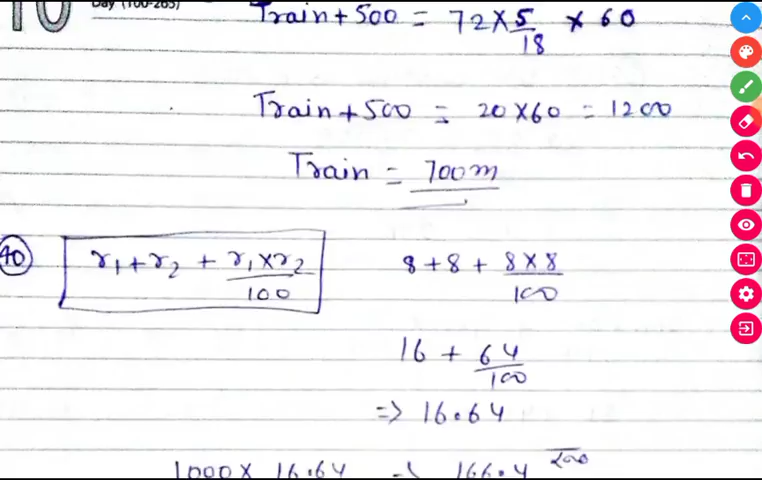 10 Day (100-265)
Train + 500 = 72 × 5/18 × 60
Train + 500 = 20 × 60 = 1200
Train = 700m
40 r₁ + r₂ + r₁ × r₂/100 8 + 8 + 8 × 8/100
16 + 64/100
=> 16.64
1000 × 16.64 => 166.4